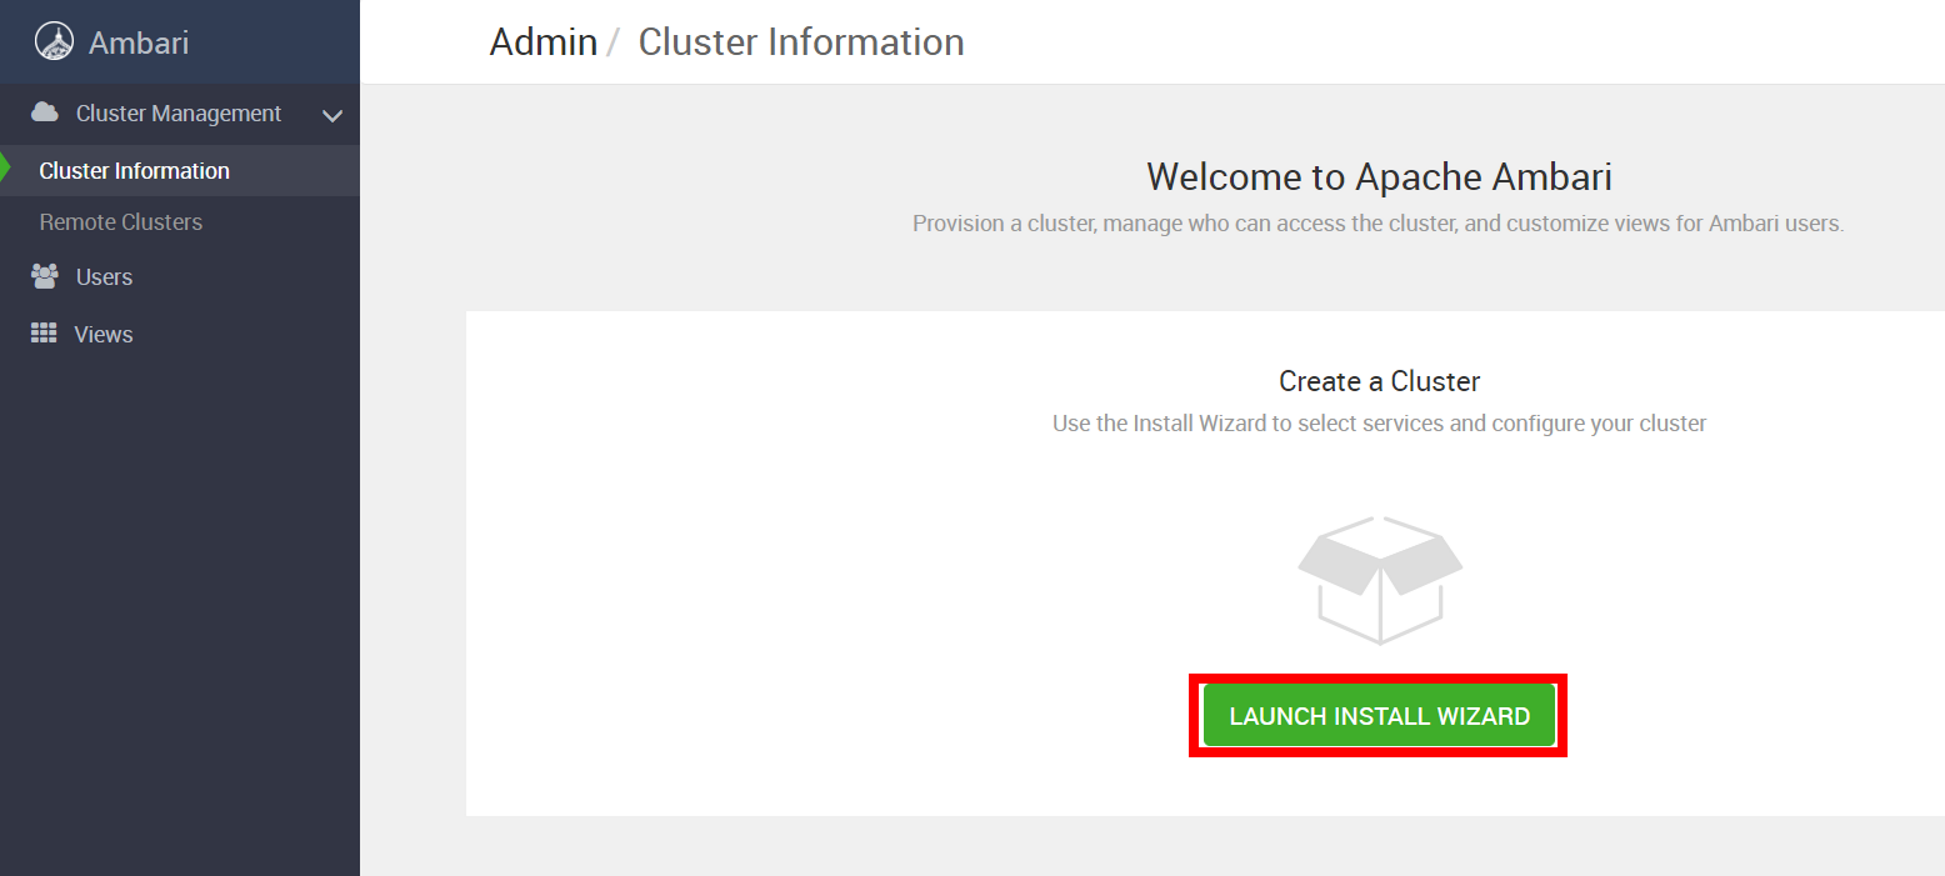 Ambari
Admin / Cluster Information
Cluster Management
Cluster Information
Remote Clusters
Users
Views
Welcome to Apache Ambari
Provision a cluster, manage who can access the cluster, and customize views for Ambari users.
Create a Cluster
Use the Install Wizard to select services and configure your cluster
LAUNCH INSTALL WIZARD